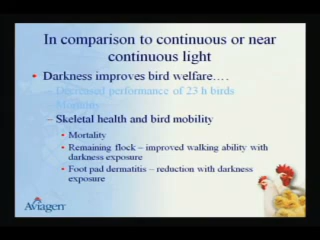 In comparison to continuous or near
continuous light
• Darkness improves bird welfare….
– Decreased performance of 23 h birds
– Mortality
– Skeletal health and bird mobility
• Mortality
• Remaining flock – improved walking ability with
darkness exposure
• Foot pad dermatitis – reduction with darkness
exposure
Aviagen